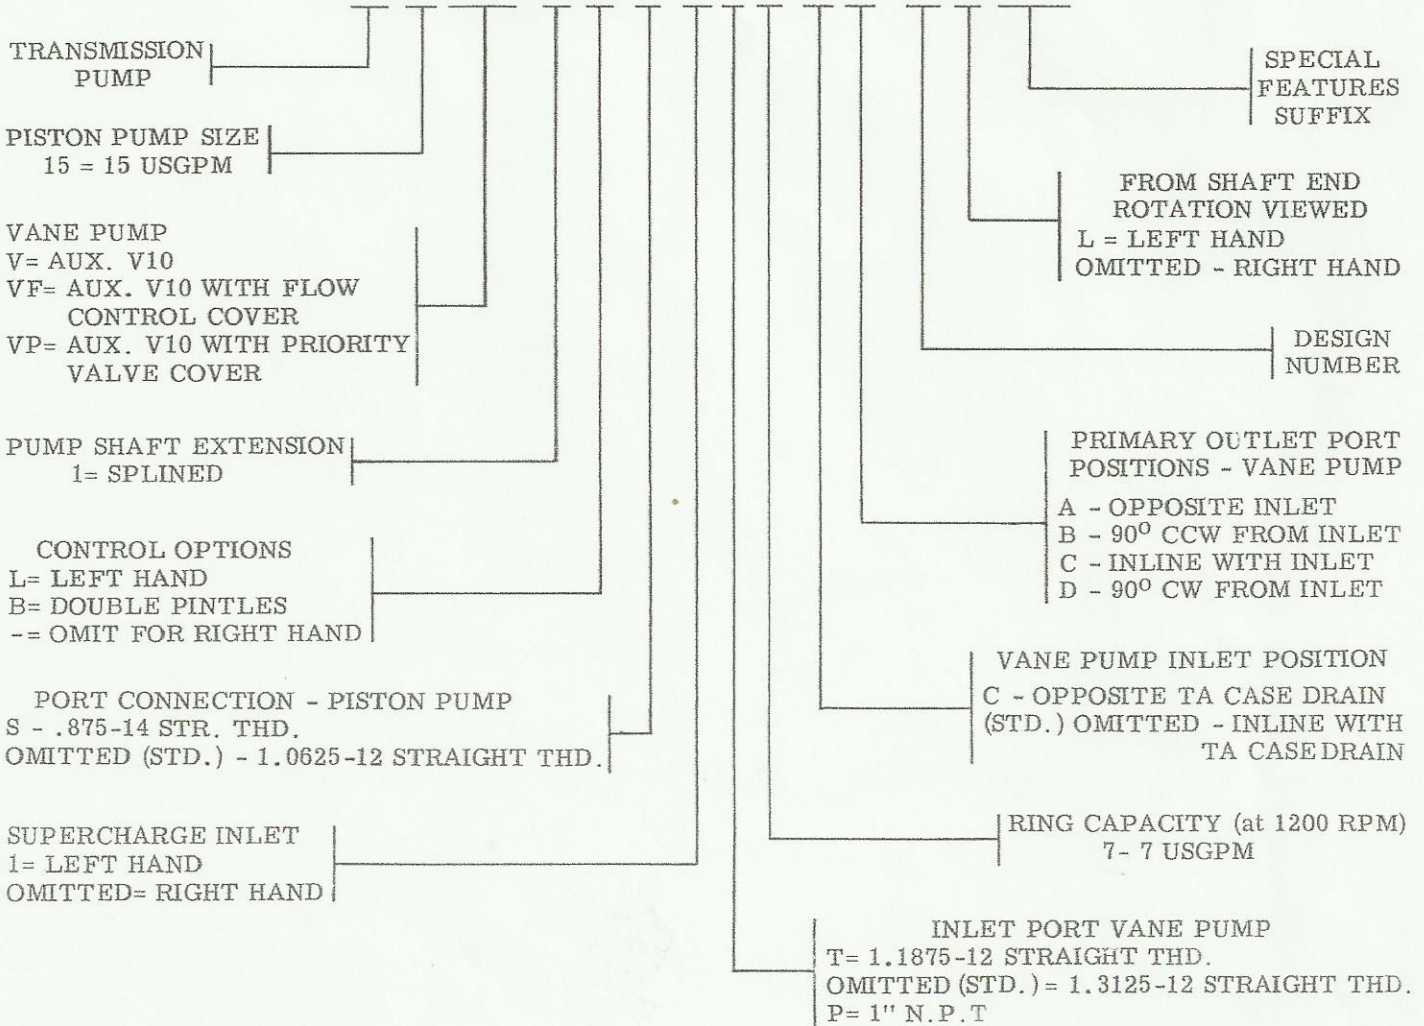 TRANSMISSION
PUMP
PISTON PUMP SIZE
15 = 15 USGPM
VANE PUMP
V= AUX. V10
VF= AUX. V10 WITH FLOW
CONTROL COVER
VP= AUX. V10 WITH PRIORITY
VALVE COVER
PUMP SHAFT EXTENSION
1= SPLINED
CONTROL OPTIONS
L= LEFT HAND
B= DOUBLE PINTLES
-= OMIT FOR RIGHT HAND
PORT CONNECTION - PISTON PUMP
S - .875-14 STR. THD.
OMITTED (STD.) - 1.0625-12 STRAIGHT THD.
SUPERCHARGE INLET
1= LEFT HAND
OMITTED= RIGHT HAND
SPECIAL
FEATURES
SUFFIX
FROM SHAFT END
ROTATION VIEWED
L = LEFT HAND
OMITTED - RIGHT HAND
DESIGN
NUMBER
PRIMARY OUTLET PORT
POSITIONS - VANE PUMP
A - OPPOSITE INLET
B - 90° CCW FROM INLET
C - INLINE WITH INLET
D - 90° CW FROM INLET
VANE PUMP INLET POSITION
C - OPPOSITE TA CASE DRAIN
(STD.) OMITTED - INLINE WITH
TA CASE DRAIN
RING CAPACITY (at 1200 RPM)
7- 7 USGPM
INLET PORT VANE PUMP
T= 1.1875-12 STRAIGHT THD.
OMITTED (STD.) = 1.3125-12 STRAIGHT THD.
P= 1" N.P.T